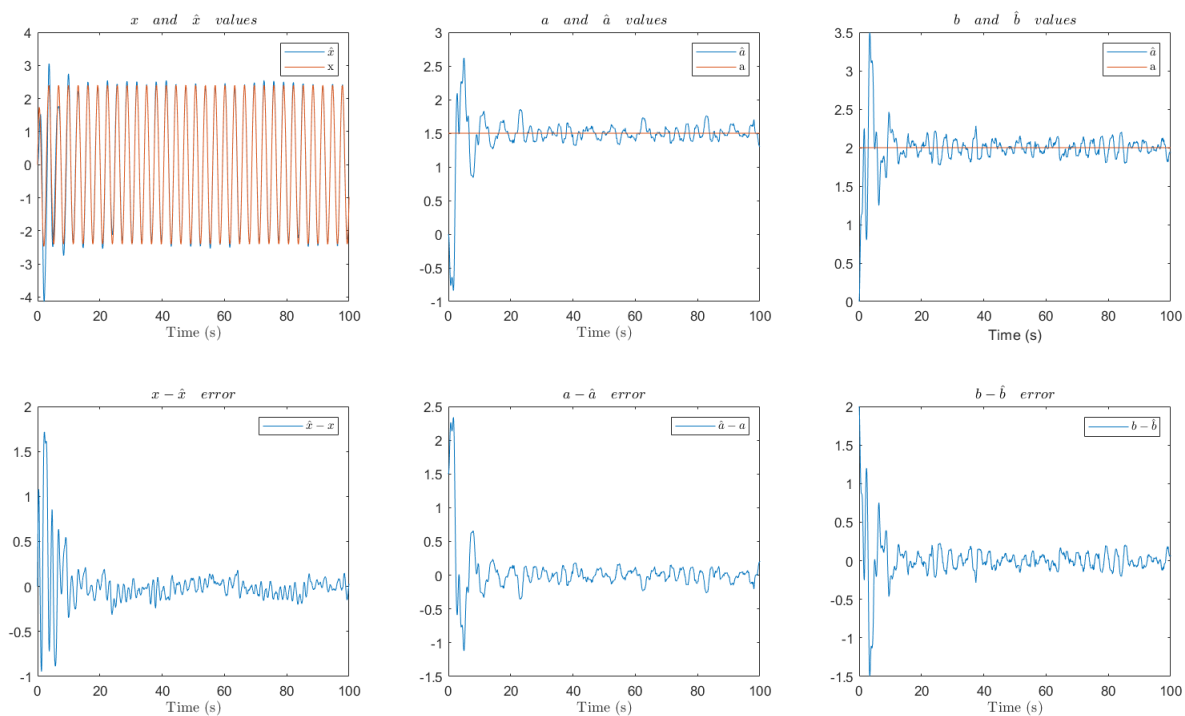 x and x̂ values
4
3
2
1
0
-1
-2
-3
-4
x̂
x
0 20 40 60 80 100
Time (s)
a and â values
3
2.5
2
1.5
1
0.5
0
-0.5
-1
â
a
0 20 40 60 80 100
Time (s)
b and b̂ values
3.5
3
2.5
2
1.5
1
0.5
0
â
a
0 20 40 60 80 100
Time (s)
x − x̂ error
2
1.5
1
0.5
0
-0.5
-1
x̂ − x
0 20 40 60 80 100
Time (s)
a − â error
2.5
2
1.5
1
0.5
0
-0.5
-1
-1.5
â − a
0 20 40 60 80 100
Time (s)
b − b̂ error
2
1.5
1
0.5
0
-0.5
-1
-1.5
b − b̂
0 20 40 60 80 100
Time (s)